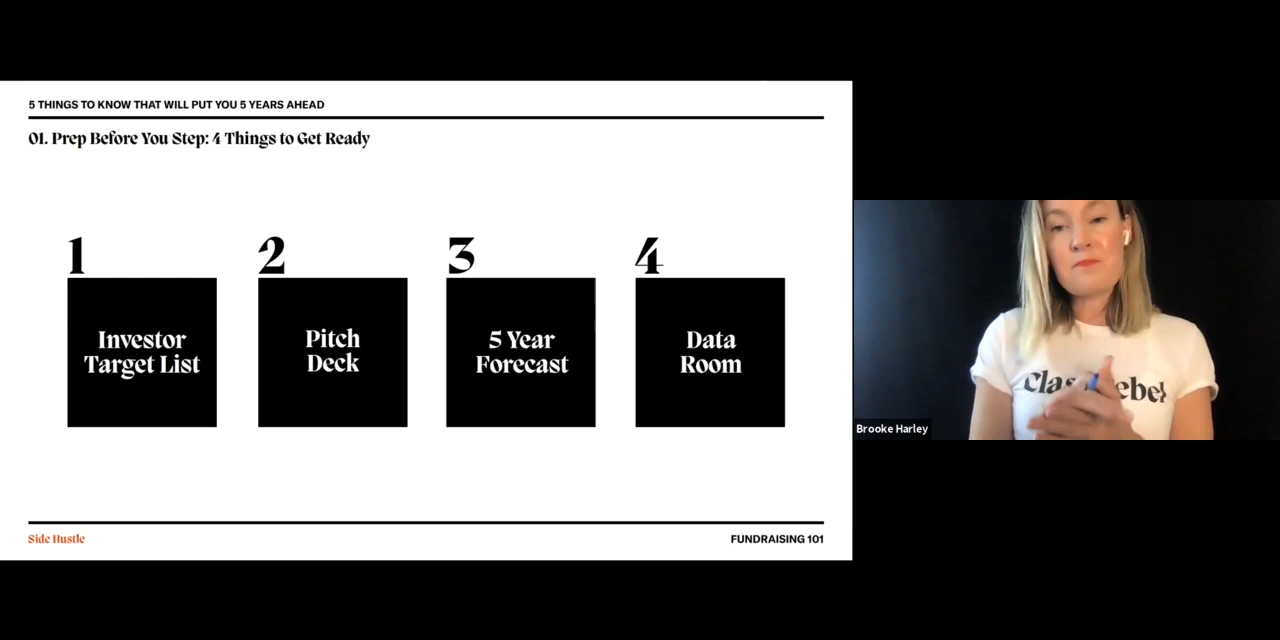 5 THINGS TO KNOW THAT WILL PUT YOU 5 YEARS AHEAD
01. Prep Before You Step: 4 Things to Get Ready
1
Investor
Target List
2
Pitch
Deck
3
5 Year
Forecast
4
Data
Room
Side Hustle
FUNDRAISING 101
Brooke Harley